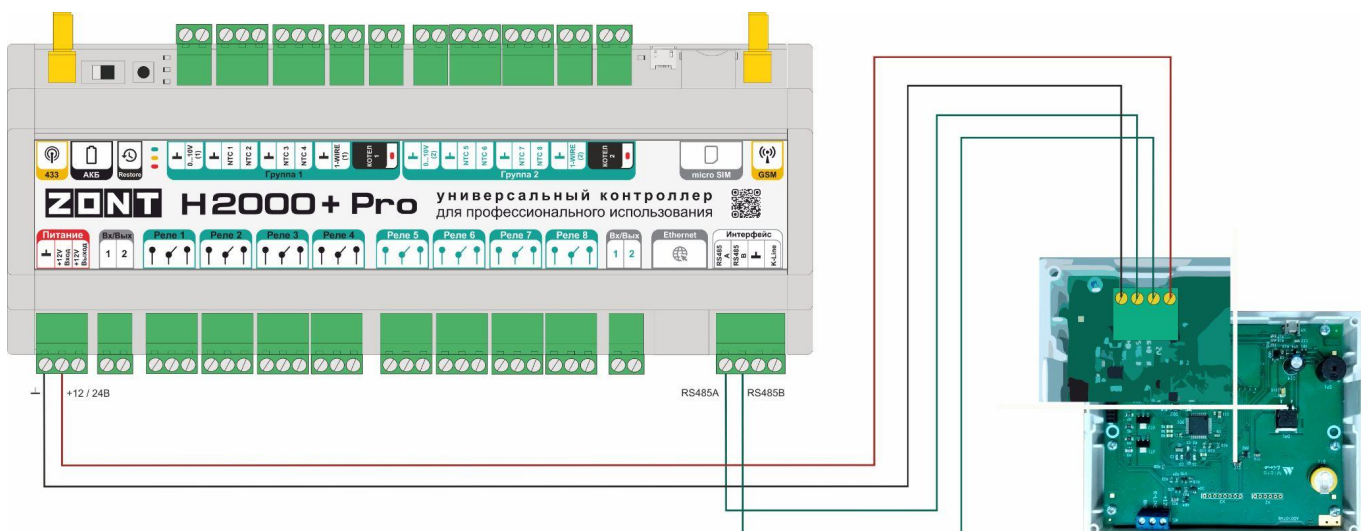 0...10V (1)
NTC 1
NTC 2
NTC 3
NTC 4
1-WIRE (1)
КОТЕЛ 1
0...10V (2)
NTC 5
NTC 6
NTC 7
NTC 8
1-WIRE (2)
КОТЕЛ 2
433
АКБ
Restore
Группа 1
Группа 2
micro SIM
GSM
ZONT H2000+ Pro
универсальный контроллер
для профессионального использования
Питание
+12V Вход
+12V Выход
Вх/Вых
1 2
Реле 1
Реле 2
Реле 3
Реле 4
Реле 5
Реле 6
Реле 7
Реле 8
Вх/Вых
1 2
Ethernet
Интерфейс
RS485 A
RS485 B
K-Line
+12 / 24В
RS485A
RS485B